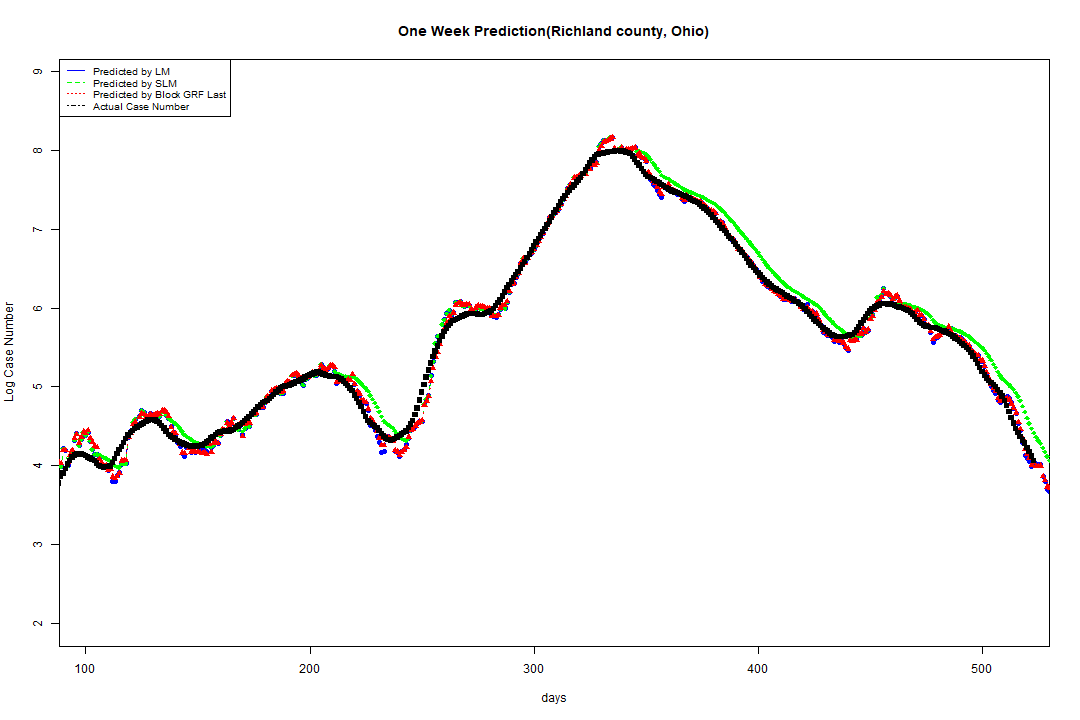 One Week Prediction(Richland county, Ohio)
Predicted by LM
Predicted by SLM
Predicted by Block GRF Last
Actual Case Number
9
8
7
6
5
4
3
2
Log Case Number
100 200 300 400 500
days